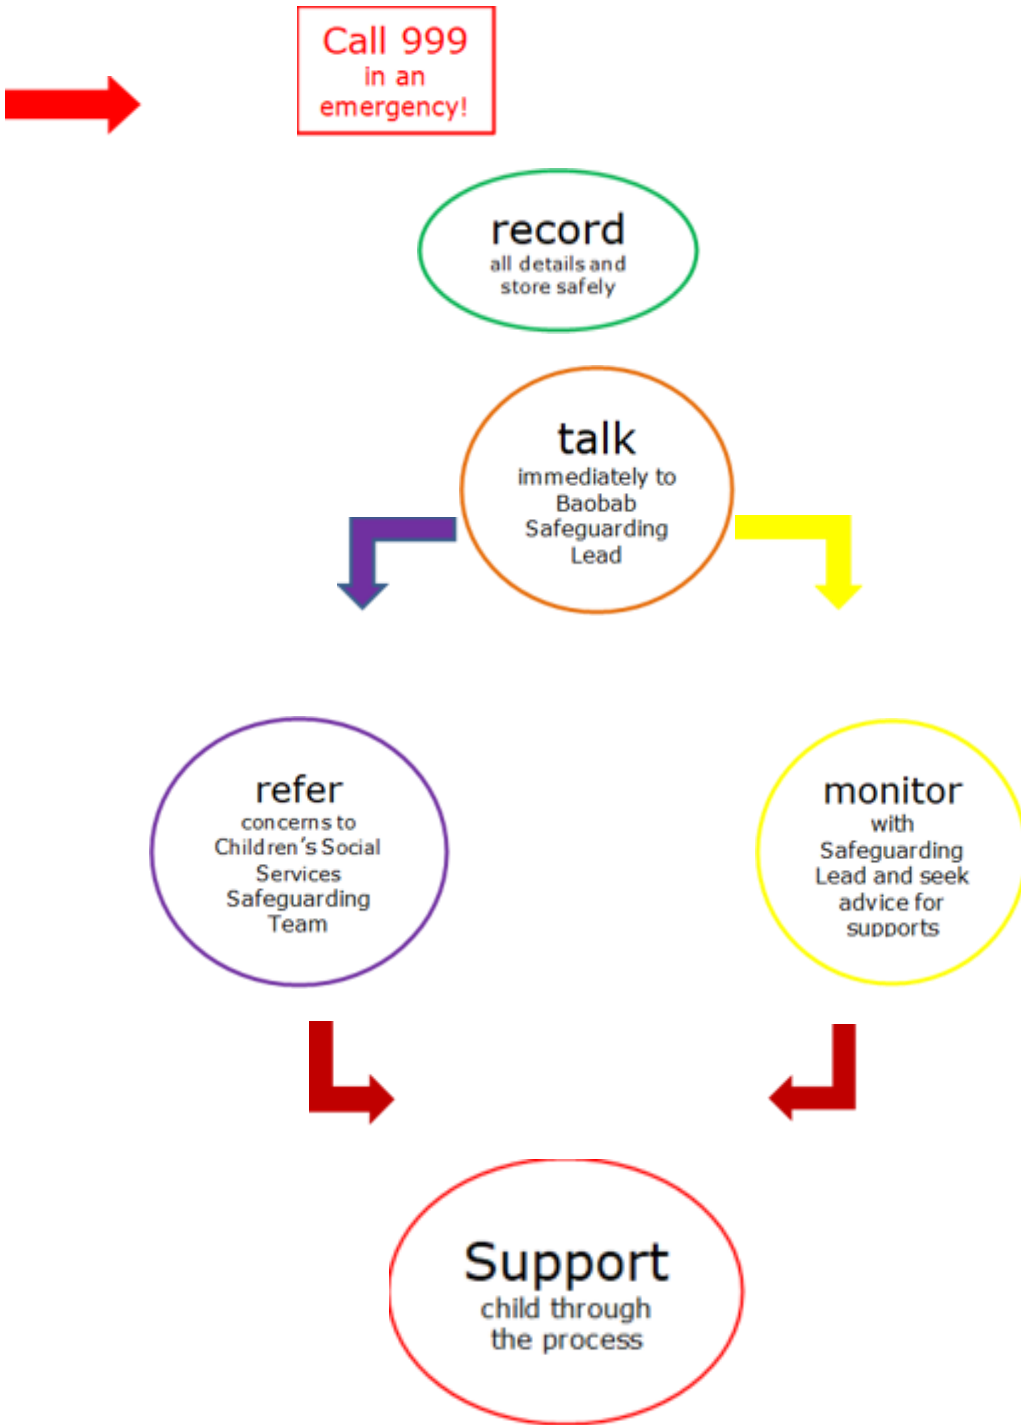 Call 999
in an
emergency!
record
all details and
store safely
talk
immediately to
Baobab
Safeguarding
Lead
refer
concerns to
Children's Social
Services
Safeguarding
Team
monitor
with
Safeguarding
Lead and seek
advice for
supports
Support
child through
the process